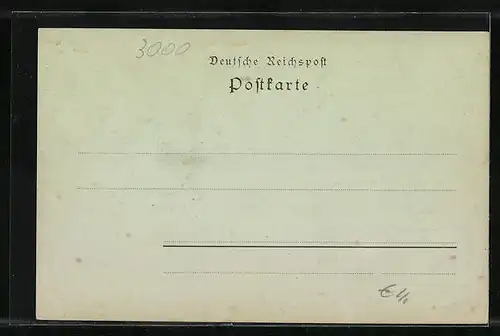 3000
Deutsche Reichspost
Postkarte